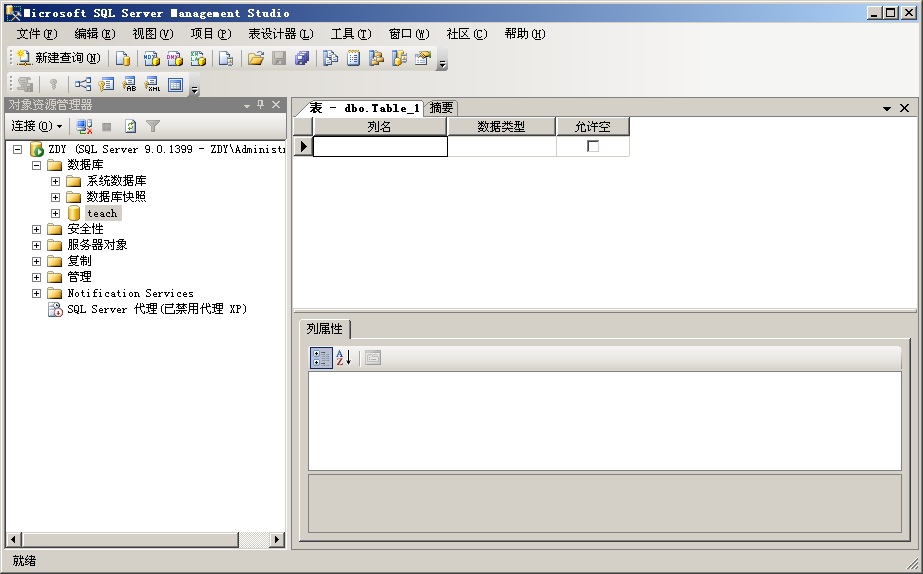 Microsoft SQL Server Management Studio
文件(F) 编辑(E) 视图(V) 项目(P) 表设计器(L) 工具(T) 窗口(W) 社区(C) 帮助(H)
新建查询(N)
对象资源管理器
连接(O)
ZDY (SQL Server 9.0.1399 - ZDY\Administr
数据库
系统数据库
数据库快照
teach
安全性
服务器对象
复制
管理
Notification Services
SQL Server 代理(已禁用代理 XP)
表 - dbo.Table_1 摘要
列名 数据类型 允许空
列属性
就绪